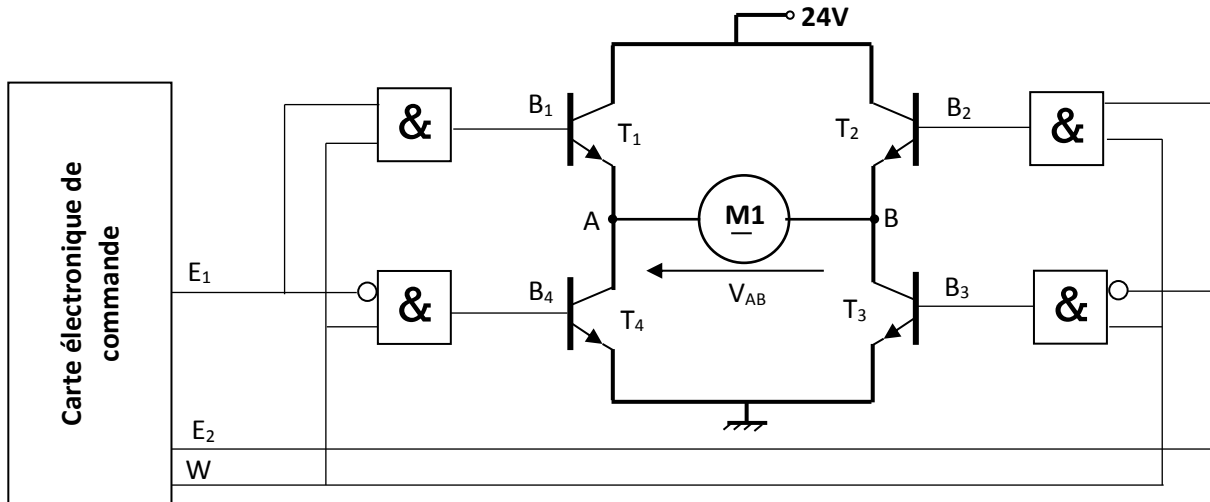 24V
&
B₁
T₁
T₂
B₂
&
A
M1
B
E₁
&
B₄
T₄
V_AB
T₃
B₃
&
Carte électronique de
commande
E₂
W